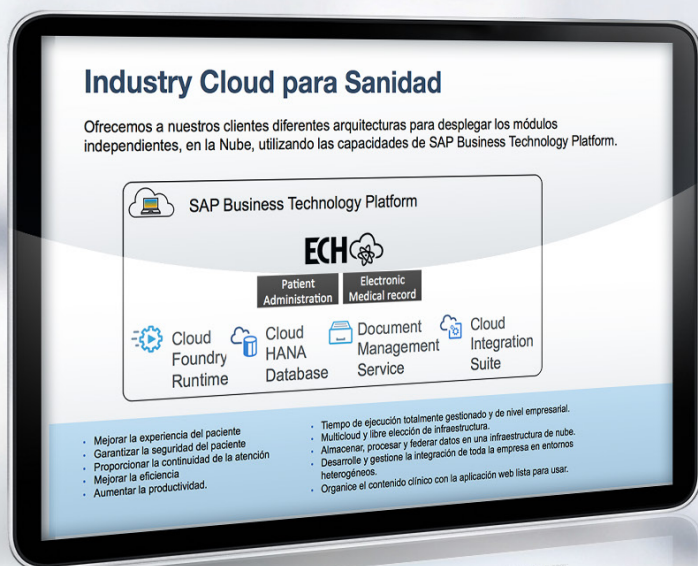 Industry Cloud para Sanidad
Ofrecemos a nuestros clientes diferentes arquitecturas para desplegar los módulos
independientes, en la Nube, utilizando las capacidades de SAP Business Technology Platform.
SAP Business Technology Platform
ECH
Patient
Administration
Electronic
Medical record
Cloud
Foundry
Runtime
Cloud
HANA
Database
Document
Management
Service
Cloud
Integration
Suite
· Mejorar la experiencia del paciente
· Garantizar la seguridad del paciente
· Proporcionar la continuidad de la atención
· Mejorar la eficiencia
· Aumentar la productividad.
· Tiempo de ejecución totalmente gestionado y de nivel empresarial.
· Multicloud y libre elección de infraestructura.
· Almacenar, procesar y federar datos en una infraestructura de nube.
· Desarrolle y gestione la integración de toda la empresa en entornos
heterogéneos.
· Organice el contenido clínico con la aplicación web lista para usar.